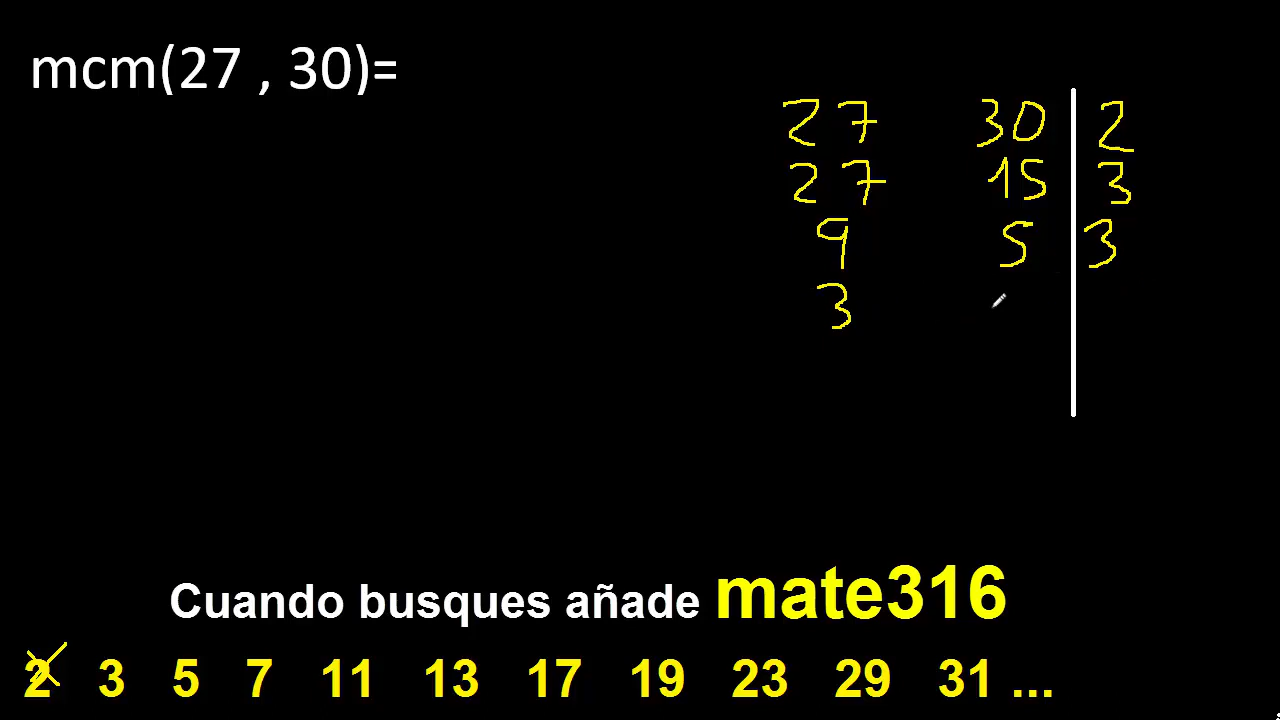 mcm(27 , 30)=
27 30 2
27 15 3
9 5 3
3
Cuando busques añade mate316
2 3 5 7 11 13 17 19 23 29 31 ...